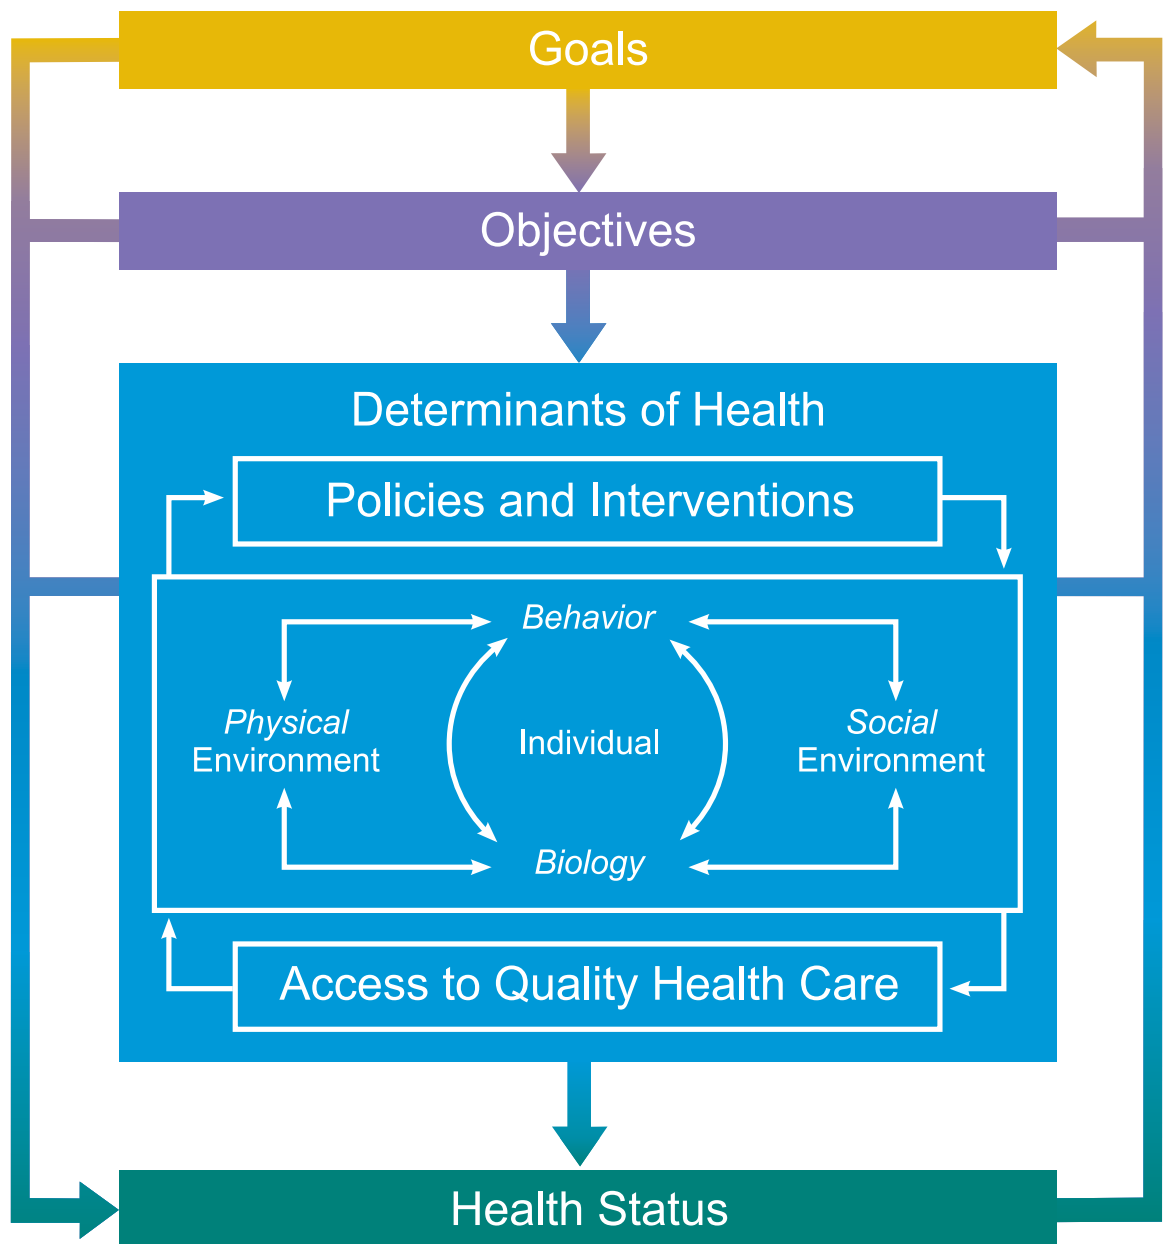 Goals
Objectives
Determinants of Health
Policies and Interventions
Behavior
Physical
Environment
Individual
Social
Environment
Biology
Access to Quality Health Care
Health Status